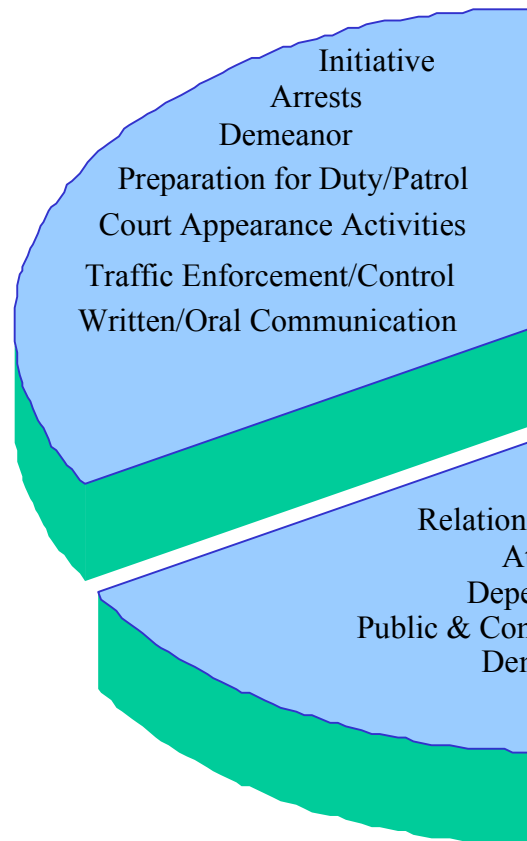 Initiative
Arrests
Demeanor
Preparation for Duty/Patrol
Court Appearance Activities
Traffic Enforcement/Control
Written/Oral Communication
Relation
Depe
Public &